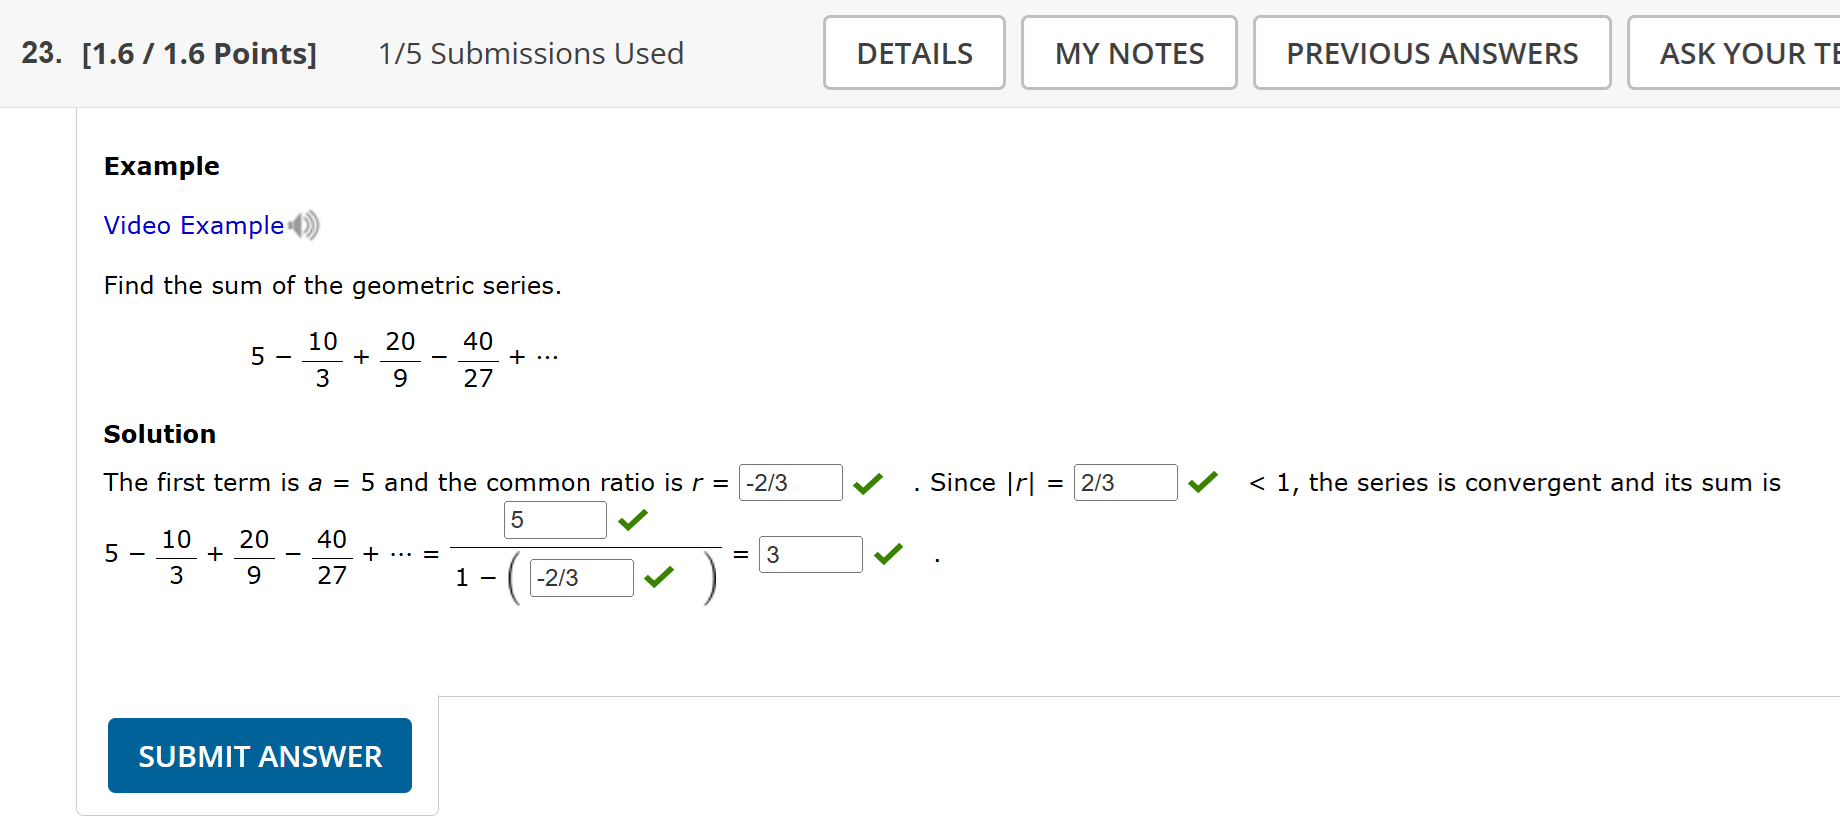 23. [1.6 / 1.6 Points] 1/5 Submissions Used DETAILS MY NOTES PREVIOUS ANSWERS ASK YOUR TE
Example
Video Example
Find the sum of the geometric series.
5 − 10/3 + 20/9 − 40/27 + ⋯
Solution
The first term is a = 5 and the common ratio is r = -2/3 . Since |r| = 2/3 < 1, the series is convergent and its sum is
5 − 10/3 + 20/9 − 40/27 + ⋯ = 5/(1 − (-2/3)) = 3 .
SUBMIT ANSWER